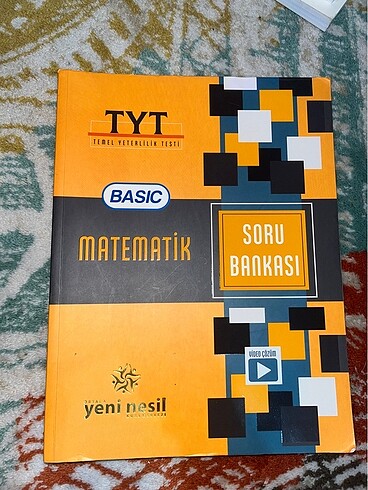 TYT
TEMEL YETERLİLİK TESTİ
BASIC
MATEMATİK
SORU
BANKASI
VİDEO ÇÖZÜM
yeni nesil